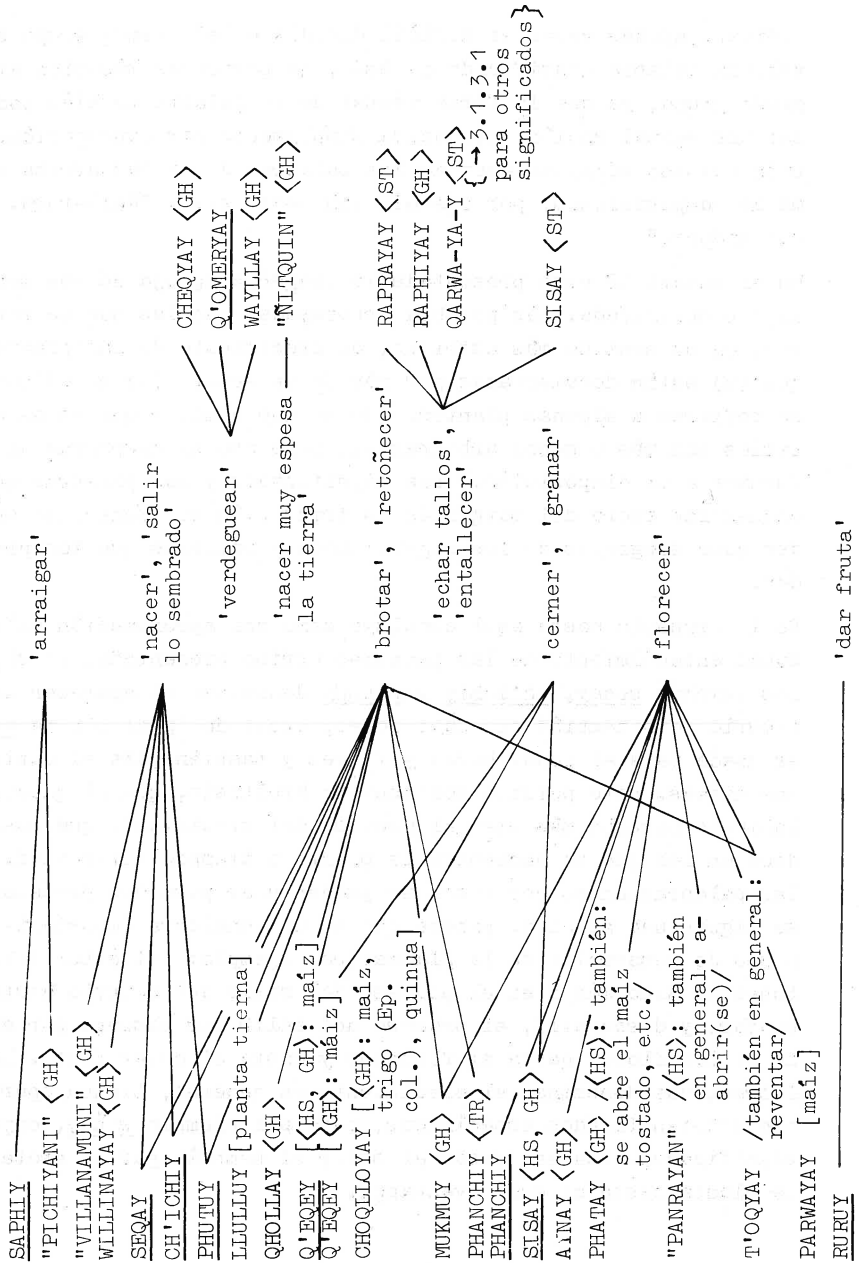 SAPHIY
"PICHIYANI" <GH>
"VILLANAMUMI" <GH>
WILLINAYAY <GH>
SEQAY
CH'ICHIY
PHUTUY
LLULLUY [planta tierna]
QHOLLAY <GH>
Q'EQEY [<HS, GH>: maíz]
Q'EQEY [<GH>: máiz]
CHOQLLOYAY [<GH>: maíz,
trigo (Ep.
col.), quinua]
MUKMUY <GH>
PHANCHIY <MR>
PHANCHIY
SISAY <HS, GH>
AYNAY <GH>
PHATAY <GH> (<HS>: también:
se abre el maíz
tostado, etc./
"PANRAYAN" (<HS>: también
en general: a-
abrir(se)/
T'OQYAY /también en general:
reventar/
PARWAYAY [maíz]
RURUY
'arraigar'
'nacer','salir
lo sembrado'
'verdeguear'
'nacer muy espesa
la tierra'
'brotar', 'retoñecer'
'echar tallos',
'entallecer'
'cerner', 'granar'
'florecer'
'dar fruta'
CHEQYAY <GH>
Q'OMERYAY
WAYLLAY <GH>
"ÑITQUIN" <GH>
RAPRAYAY <ST>
RAPHIYAY <GH>
QARWA-YA-Y <ST>
{→ 3.1.3.1
para otros
significados}
SISAY <ST>